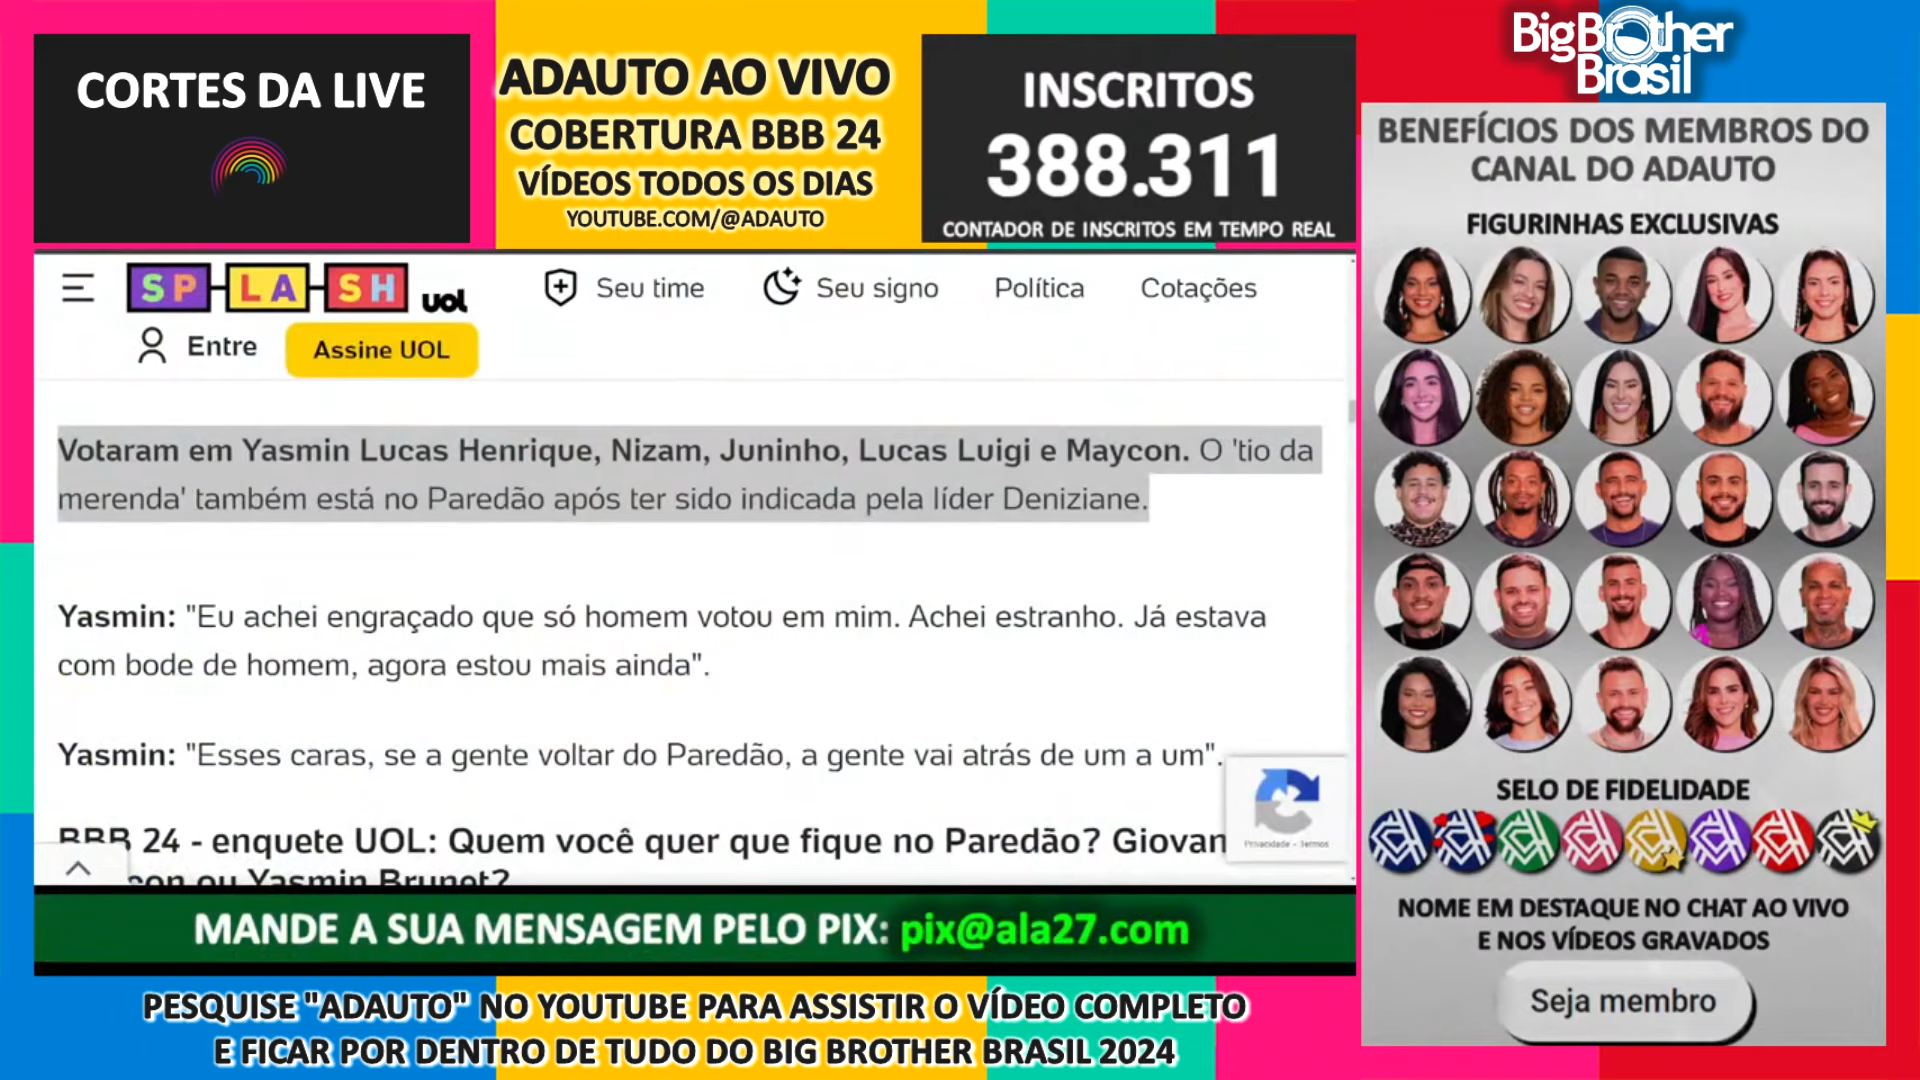 CORTES DA LIVE
ADAUTO AO VIVO
COBERTURA BBB 24
VÍDEOS TODOS OS DIAS
YOUTUBE.COM/@ADAUTO
INSCRITOS
388.311
CONTADOR DE INSCRITOS EM TEMPO REAL
BigBrother
Brasil
BENEFÍCIOS DOS MEMBROS DO
CANAL DO ADAUTO
FIGURINHAS EXCLUSIVAS
SPLASH uol
Seu time
Seu signo
Política
Cotações
Entre
Assine UOL
Votaram em Yasmin Lucas Henrique, Nizam, Juninho, Lucas Luigi e Maycon. O 'tio da
merenda' também está no Paredão após ter sido indicada pela líder Deniziane.
Yasmin: "Eu achei engraçado que só homem votou em mim. Achei estranho. Já estava
com bode de homem, agora estou mais ainda".
Yasmin: "Esses caras, se a gente voltar do Paredão, a gente vai atrás de um a um".
BBB 24 - enquete UOL: Quem você quer que fique no Paredão? Giovan
con ou Yasmin Brunet?
Privacidade - Termos
SELO DE FIDELIDADE
NOME EM DESTAQUE NO CHAT AO VIVO
E NOS VÍDEOS GRAVADOS
Seja membro
MANDE A SUA MENSAGEM PELO PIX: pix@ala27.com
PESQUISE "ADAUTO" NO YOUTUBE PARA ASSISTIR O VÍDEO COMPLETO
E FICAR POR DENTRO DE TUDO DO BIG BROTHER BRASIL 2024